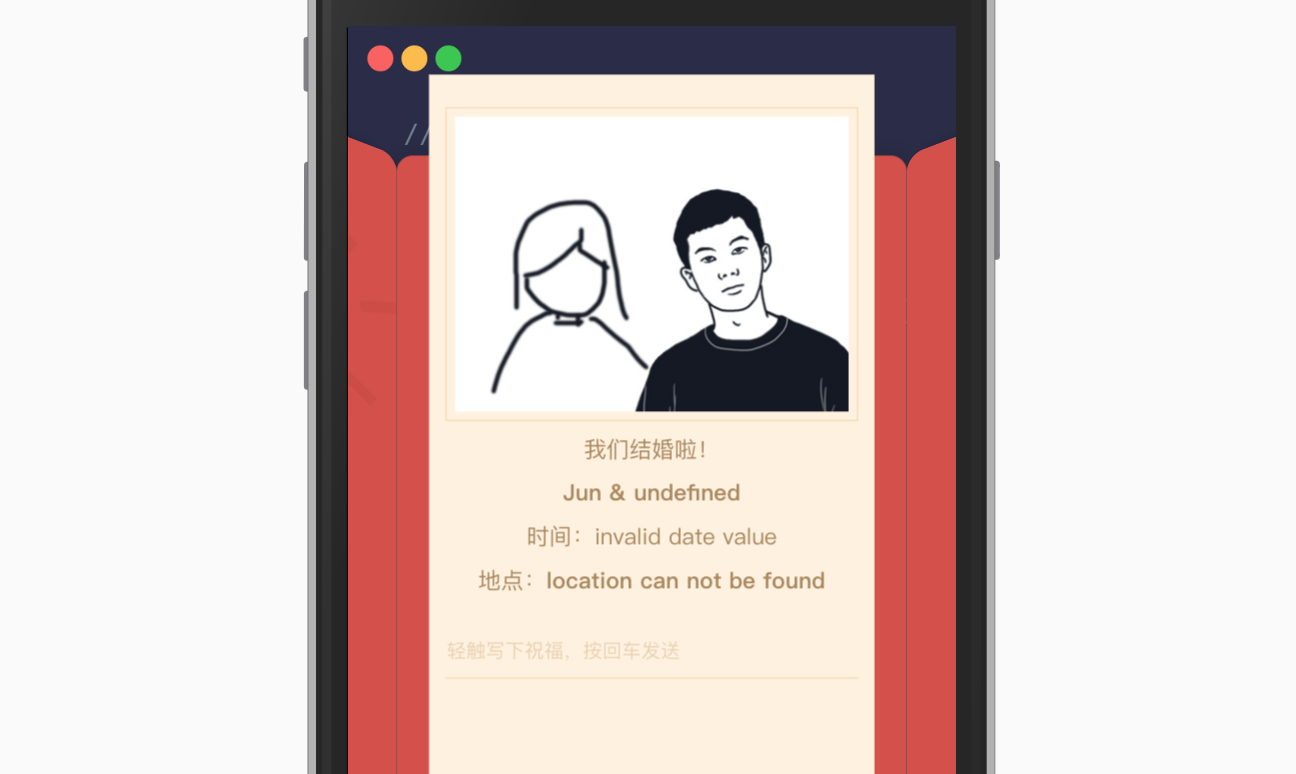 //
我们结婚啦！
Jun & undefined
时间：invalid date value
地点：location can not be found
轻触写下祝福，按回车发送